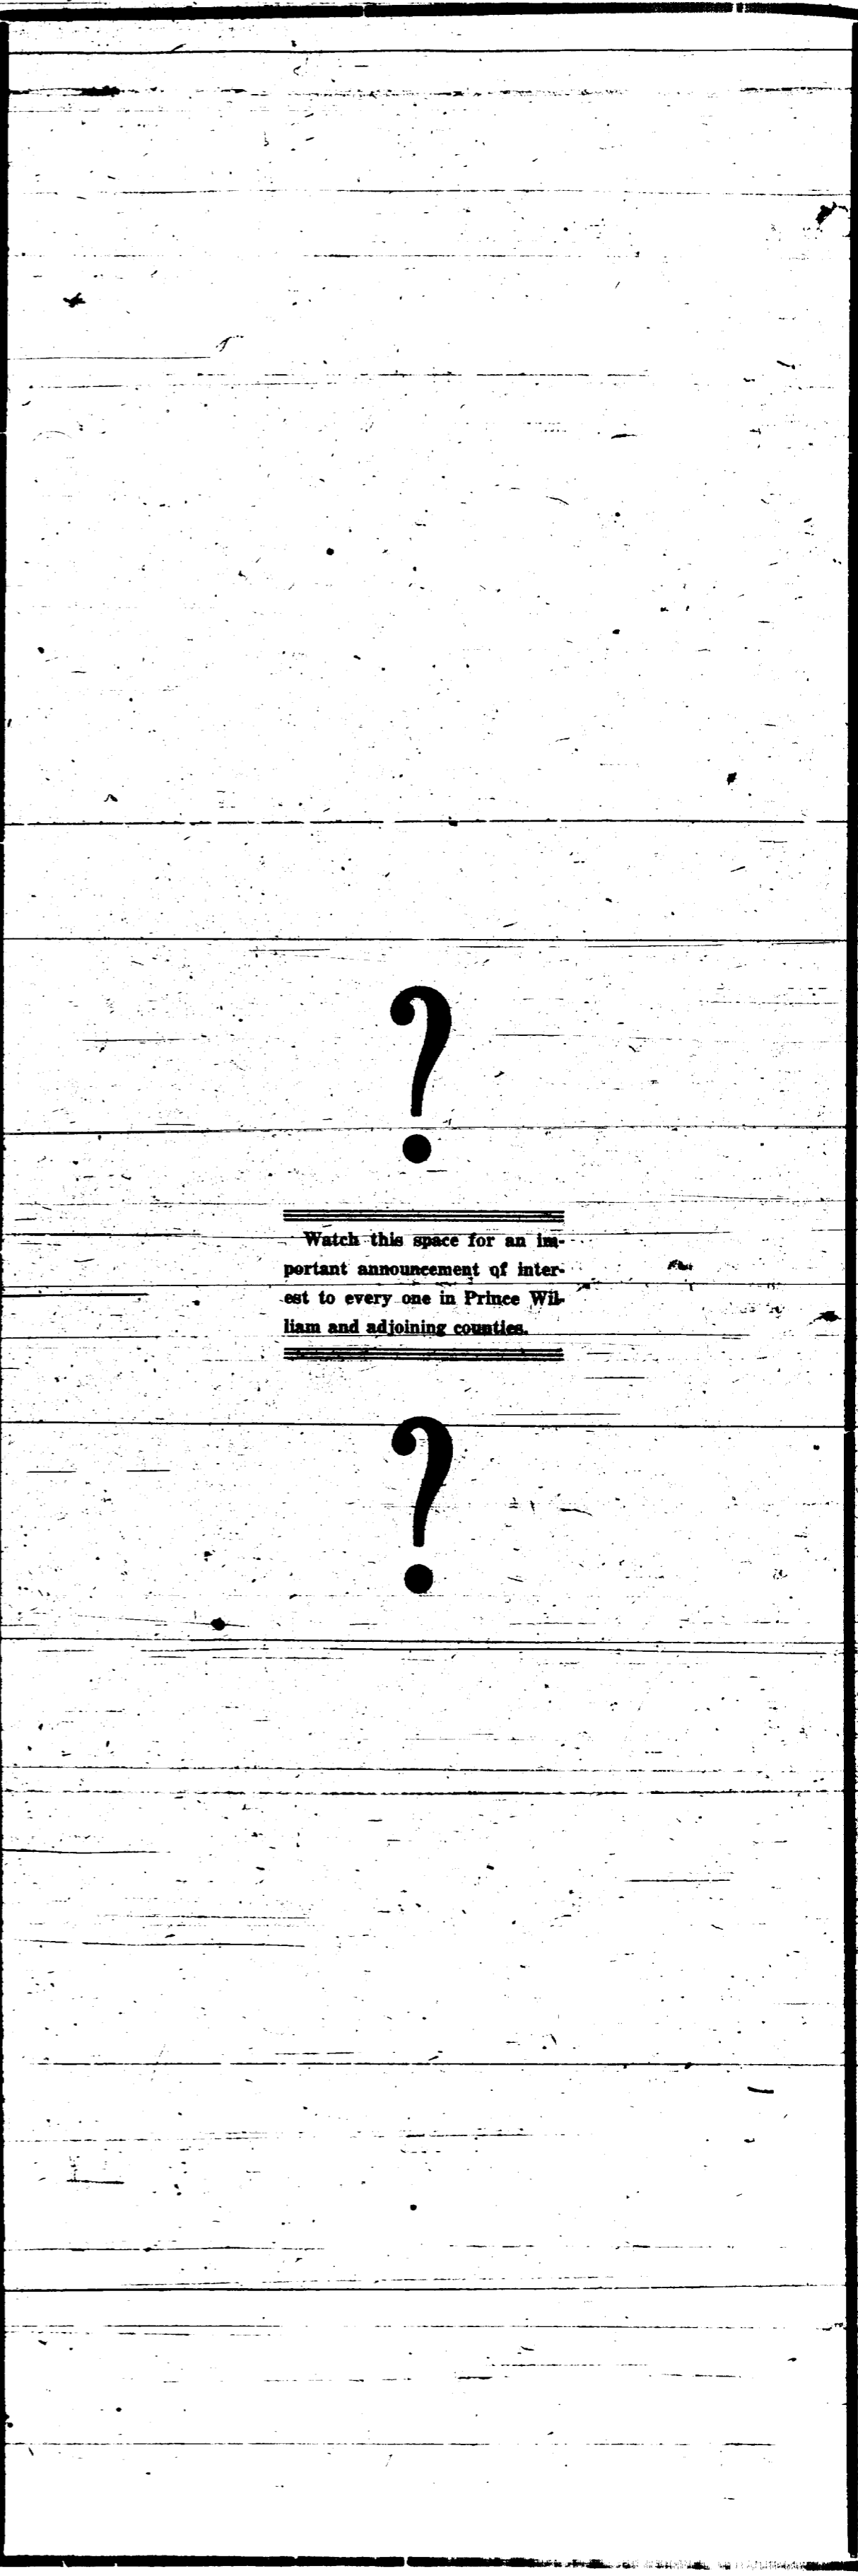 ?
Watch this space for an im-
portant announcement of inter-
est to every one in Prince Wil-
liam and adjoining counties.
?